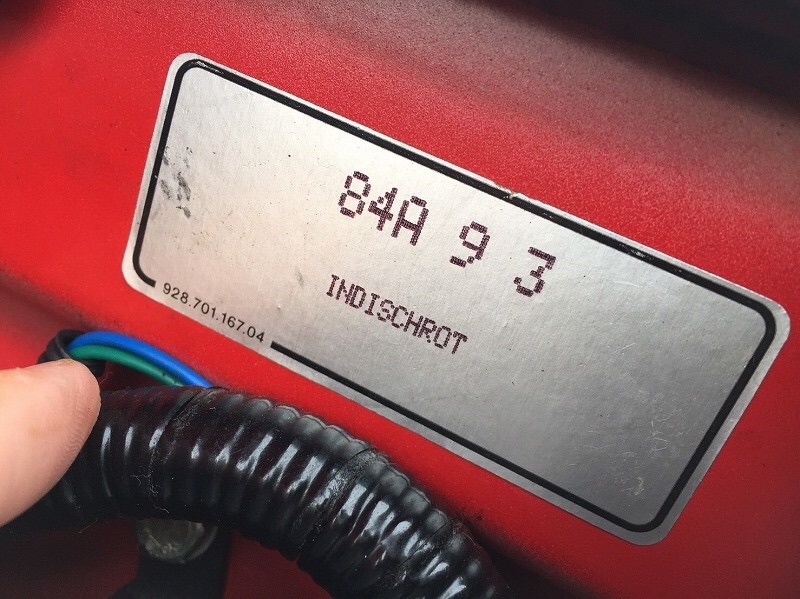 84A 9 3
INDISCHROT
928.701.167.04